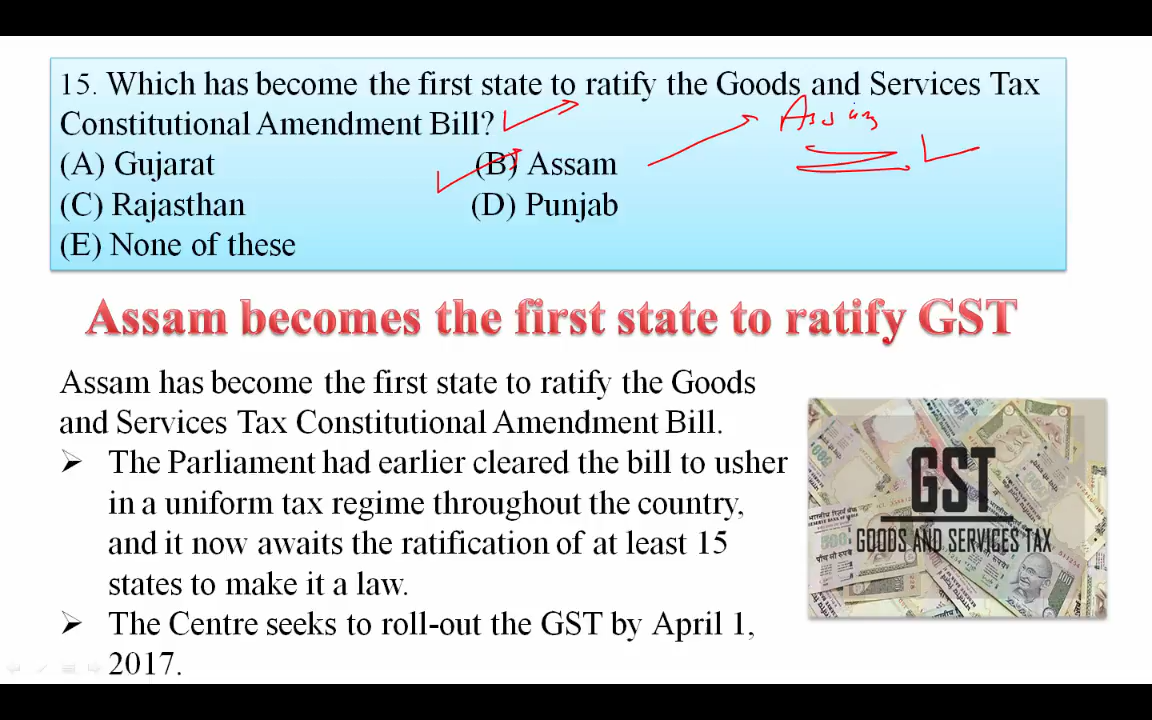 15. Which has become the first state to ratify the Goods and Services Tax
Constitutional Amendment Bill?
Assam
(A) Gujarat (B) Assam
(C) Rajasthan (D) Punjab
(E) None of these
Assam becomes the first state to ratify GST
Assam has become the first state to ratify the Goods
and Services Tax Constitutional Amendment Bill.
➢ The Parliament had earlier cleared the bill to usher
in a uniform tax regime throughout the country,
and it now awaits the ratification of at least 15
states to make it a law.
➢ The Centre seeks to roll-out the GST by April 1,
2017.
GST
GOODS AND SERVICES TAX